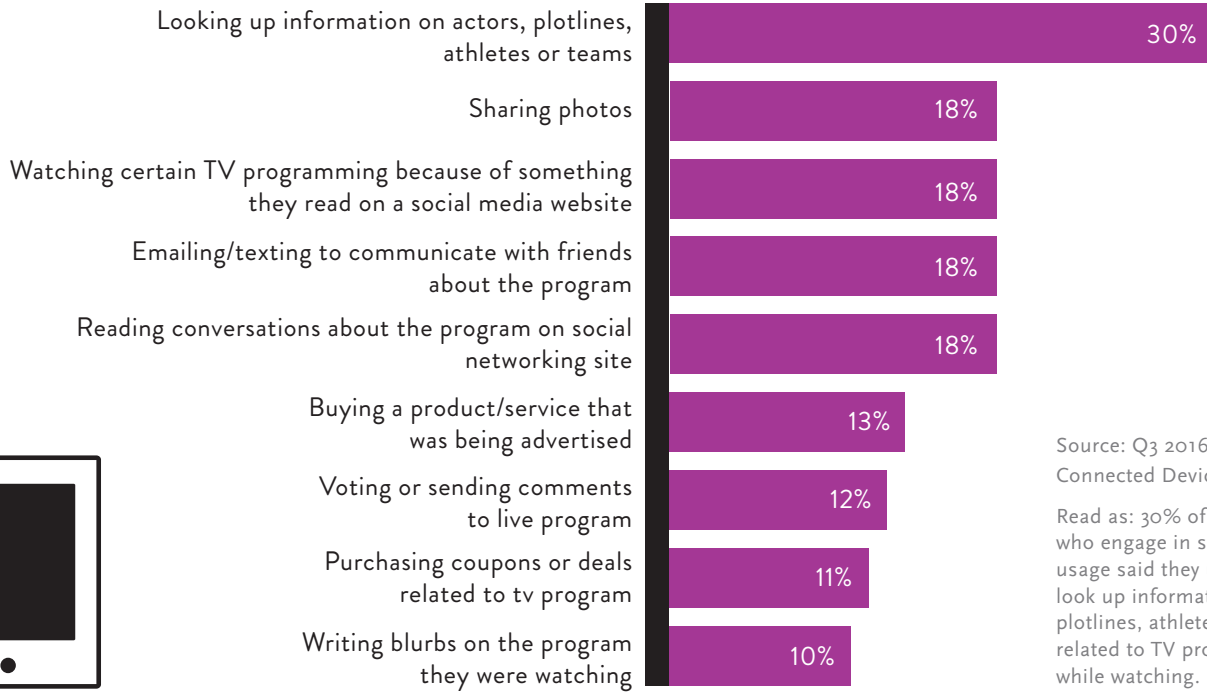 Looking up information on actors, plotlines,
athletes or teams
30%
Sharing photos
18%
Watching certain TV programming because of something
they read on a social media website
18%
Emailing/texting to communicate with friends
about the program
18%
Reading conversations about the program on social
networking site
18%
Buying a product/service that
was being advertised
13%
Voting or sending comments
to live program
12%
Purchasing coupons or deals
related to tv program
11%
Writing blurbs on the program
they were watching
10%
Source: Q3 2016
Connected
Read as: 30% of
who engage in
usage said they
look up
plotlines,
related to TV
while watching.